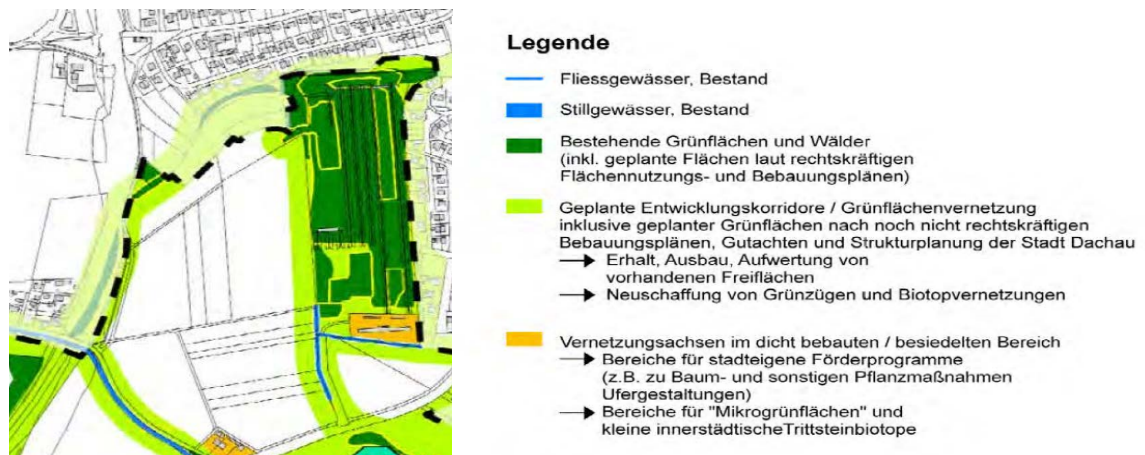 Legende
Fliessgewässer, Bestand
Stillgewässer, Bestand
Bestehende Grünflächen und Wälder
(inkl. geplante Flächen laut rechtskräftigen
Flächennutzungs- und Bebauungsplänen)
Geplante Entwicklungskorridore / Grünflächenvernetzung
inklusive geplanter Grünflächen nach noch nicht rechtskräftigen
Bebauungsplänen, Gutachten und Strukturplanung der Stadt Dachau
→ Erhalt, Ausbau, Aufwertung von
vorhandenen Freiflächen
→ Neuschaffung von Grünzügen und Biotopvernetzungen
Vernetzungsachsen im dicht bebauten / besiedelten Bereich
→ Bereiche für stadteigene Förderprogramme
(z.B. zu Baum- und sonstigen Pflanzmaßnahmen
Ufergestaltungen)
→ Bereiche für "Mikrogrünflächen" und
kleine innerstädtischeTrittsteinbiotope